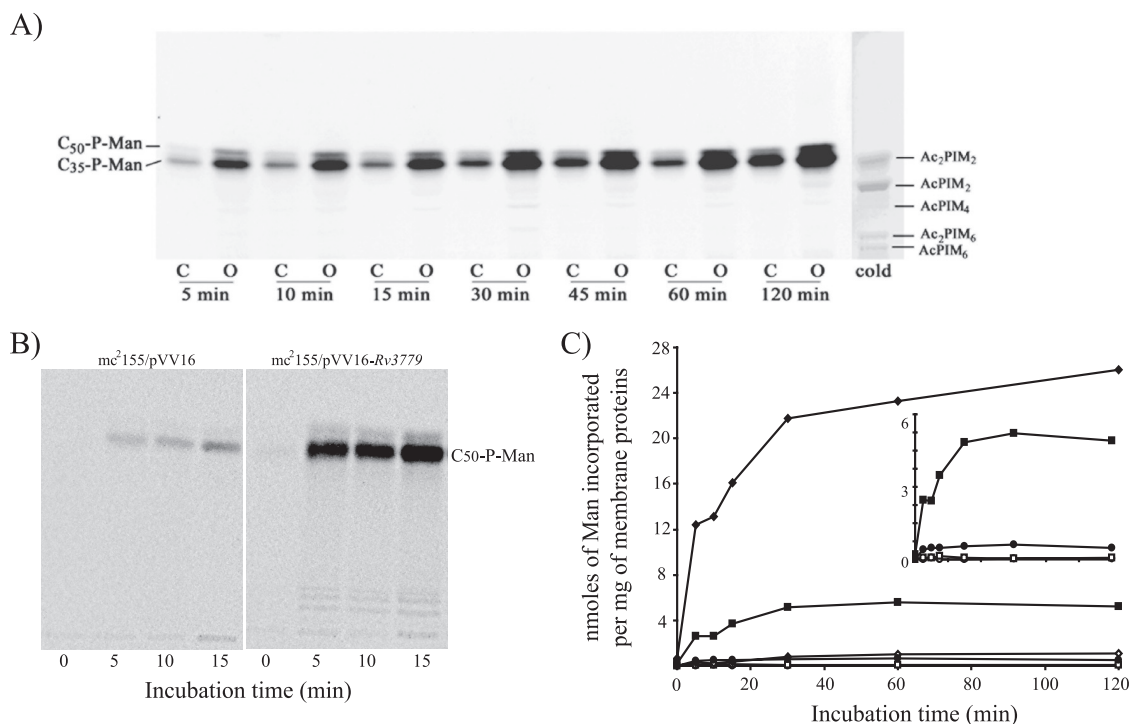 A)
C50-P-Man
C35-P-Man
Ac2PIM2
AcPIM2
AcPIM4
Ac2PIM6
AcPIM6
C O C O C O C O C O C O C O cold
5 min 10 min 15 min 30 min 45 min 60 min 120 min
B)
mc²155/pVV16 mc²155/pVV16-Rv3779
C50-P-Man
0 5 10 15 0 5 10 15
Incubation time (min)
C)
nmoles of Man incorporated
per mg of membrane proteins
28
24
20
16
12
8
4
6
3
0
0 20 40 60 80 100 120
Incubation time (min)